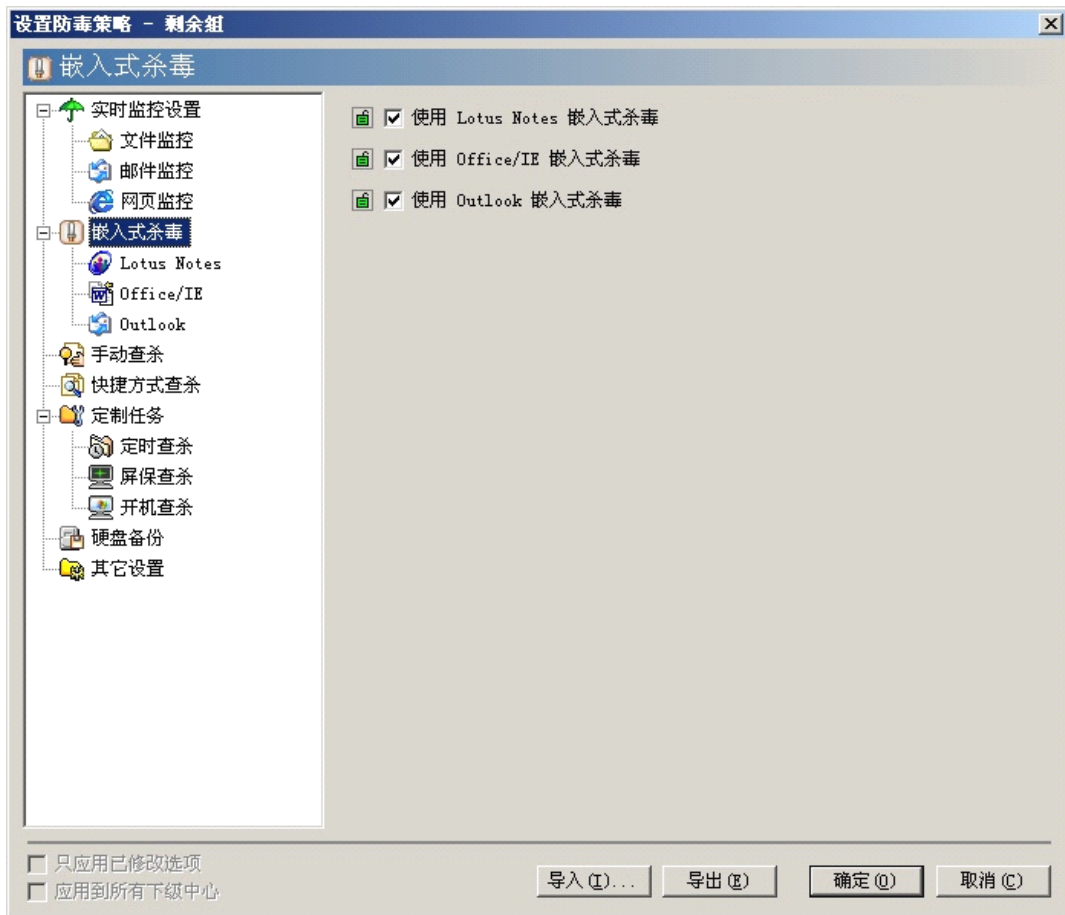 设置防毒策略 - 剩余组
嵌入式杀毒
实时监控设置
文件监控
邮件监控
网页监控
嵌入式杀毒
Lotus Notes
Office/IE
Outlook
手动查杀
快捷方式查杀
定制任务
定时查杀
屏保查杀
开机查杀
硬盘备份
其它设置
使用 Lotus Notes 嵌入式杀毒
使用 Office/IE 嵌入式杀毒
使用 Outlook 嵌入式杀毒
只应用已修改选项
应用到所有下级中心
导入(I)... 导出(E) 确定(O) 取消(C)